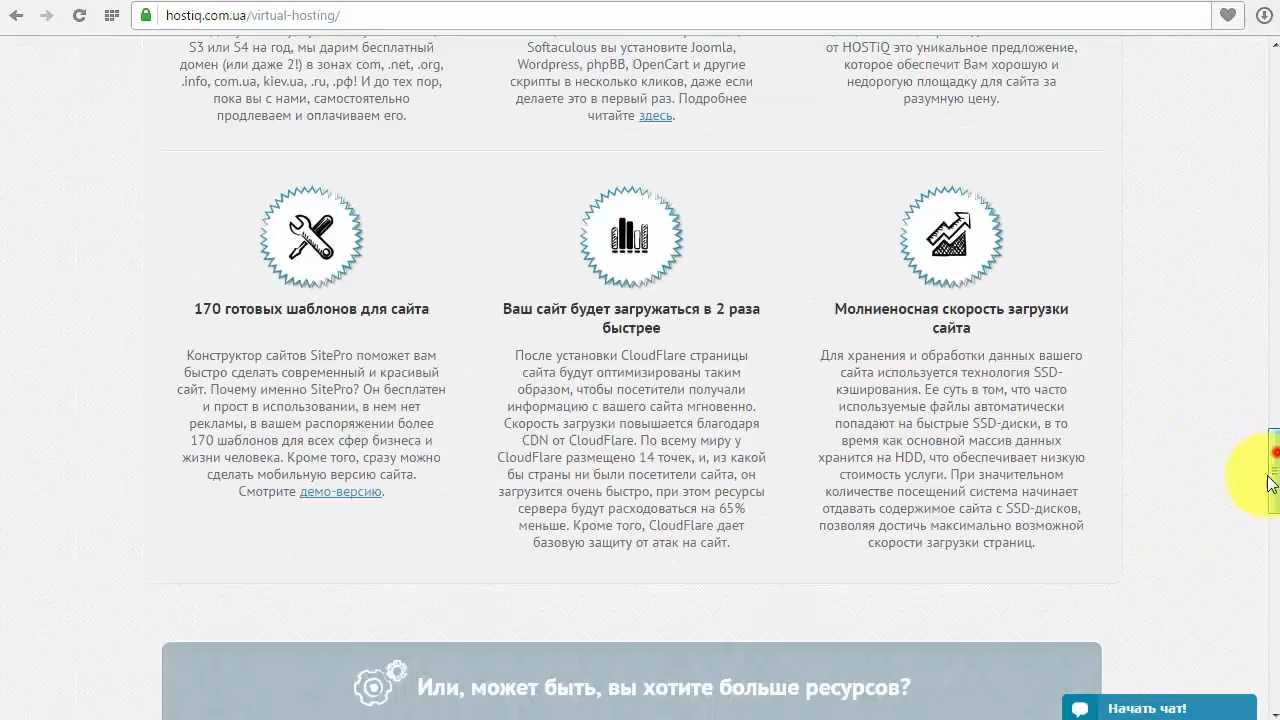 hostiq.com.ua/virtual-hosting/
S3 или S4 на год, мы дарим бесплатный
домен (или даже 2!) в зонах com, .net, .org,
.info, com.ua, kiev.ua, .ru, .рф! И до тех пор,
пока вы с нами, самостоятельно
продлеваем и оплачиваем его.
Softaculous вы установите Joomla,
Wordpress, phpBB, OpenCart и другие
скрипты в несколько кликов, даже если
делаете это в первый раз. Подробнее
читайте здесь.
от HOSTiQ это уникальное предложение,
которое обеспечит Вам хорошую и
недорогую площадку для сайта за
разумную цену.
170 готовых шаблонов для сайта
Конструктор сайтов SitePro поможет вам
быстро сделать современный и красивый
сайт. Почему именно SitePro? Он бесплатен
и прост в использовании, в нем нет
рекламы, в вашем распоряжении более
170 шаблонов для всех сфер бизнеса и
жизни человека. Кроме того, сразу можно
сделать мобильную версию сайта.
Смотрите демо-версию.
Ваш сайт будет загружаться в 2 раза
быстрее
После установки CloudFlare страницы
сайта будут оптимизированы таким
образом, чтобы посетители получали
информацию с вашего сайта мгновенно.
Скорость загрузки повышается благодаря
CDN от CloudFlare. По всему миру у
CloudFlare размещено 14 точек, и, из какой
бы страны ни были посетители сайта, он
загрузится очень быстро, при этом ресурсы
сервера будут расходоваться на 65%
меньше. Кроме того, CloudFlare дает
базовую защиту от атак на сайт.
Молниеносная скорость загрузки
сайта
Для хранения и обработки данных вашего
сайта используется технология SSD-
кэширования. Ее суть в том, что часто
используемые файлы автоматически
попадают на быстрые SSD-диски, в то
время как основной массив данных
хранится на HDD, что обеспечивает низкую
стоимость услуги. При значительном
количестве посещений система начинает
отдавать содержимое сайта с SSD-дисков,
позволяя достичь максимально возможной
скорости загрузки страниц.
Или, может быть, вы хотите больше ресурсов?
Начать чат!